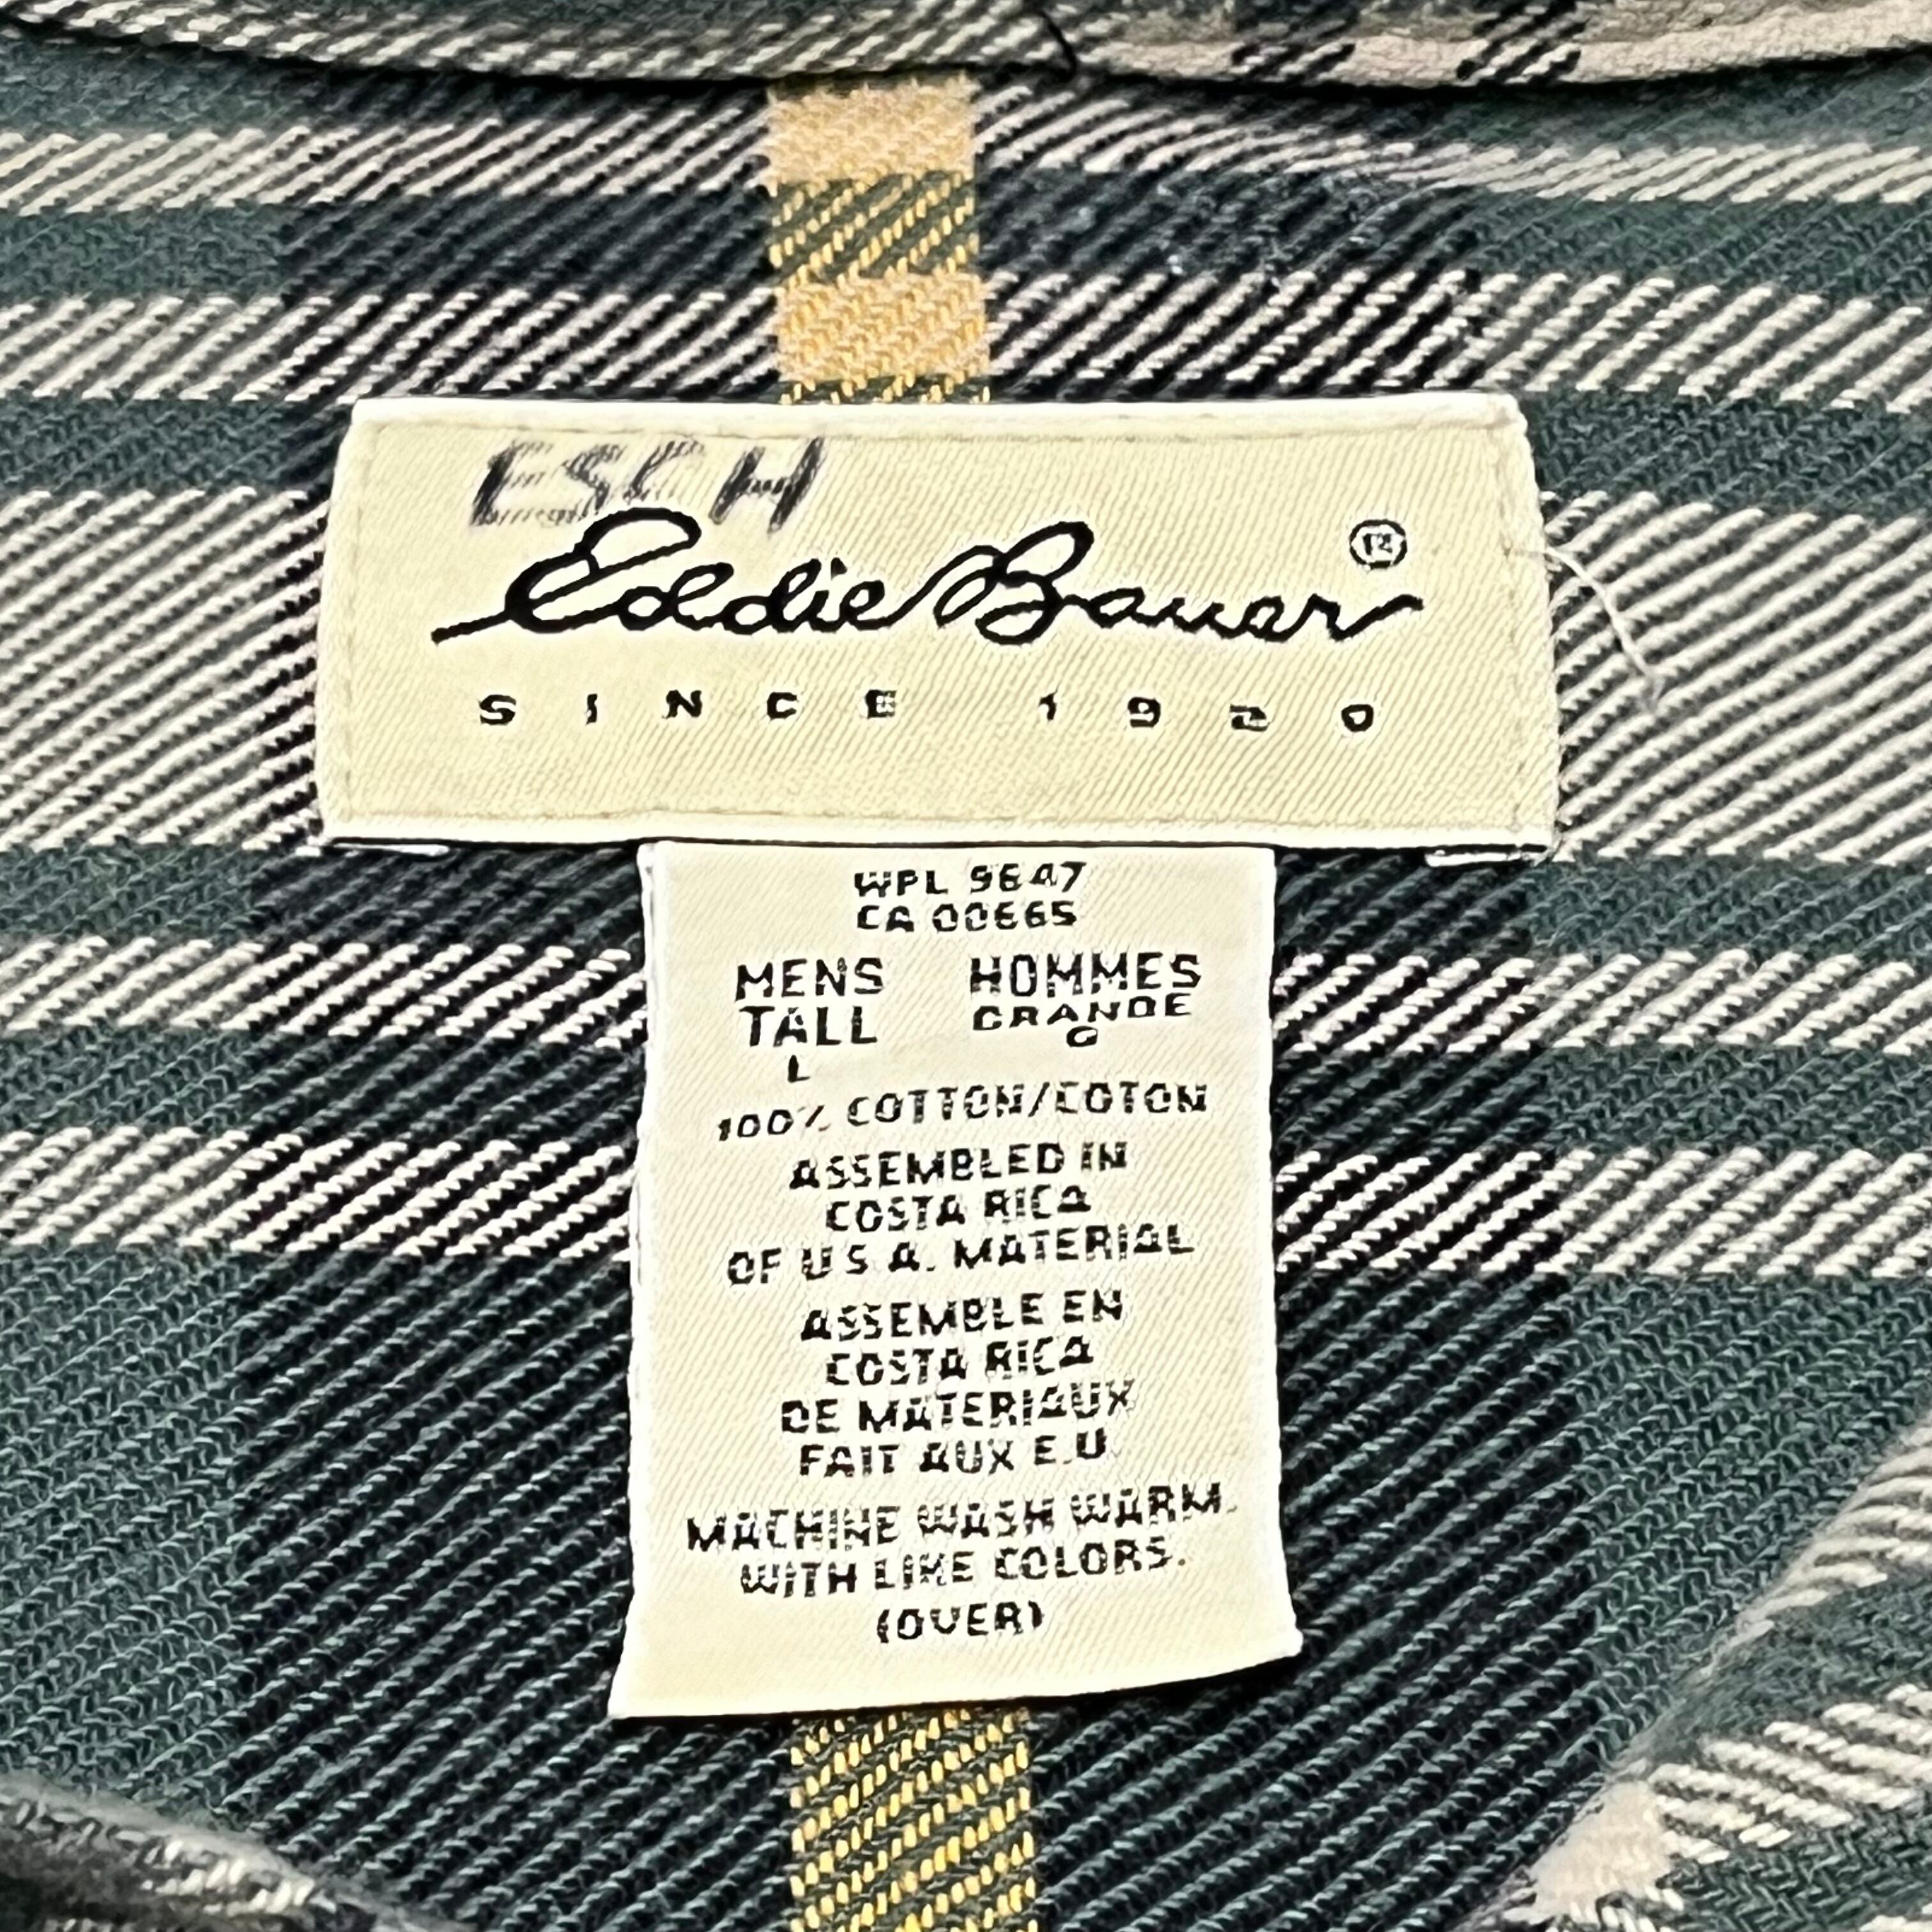 ESCH
Eddie Bauer ®
SINCE 1920
WPL 9647
CA 00665
MENS HOMMES
TALL GRANDE
L G
100% COTTON/COTON
ASSEMBLED IN
COSTA RICA
OF U.S.A. MATERIAL
ASSEMBLE EN
COSTA RICA
DE MATERIAUX
FAIT AUX E.U.
MACHINE WASH WARM.
WITH LIKE COLORS.
(OVER)